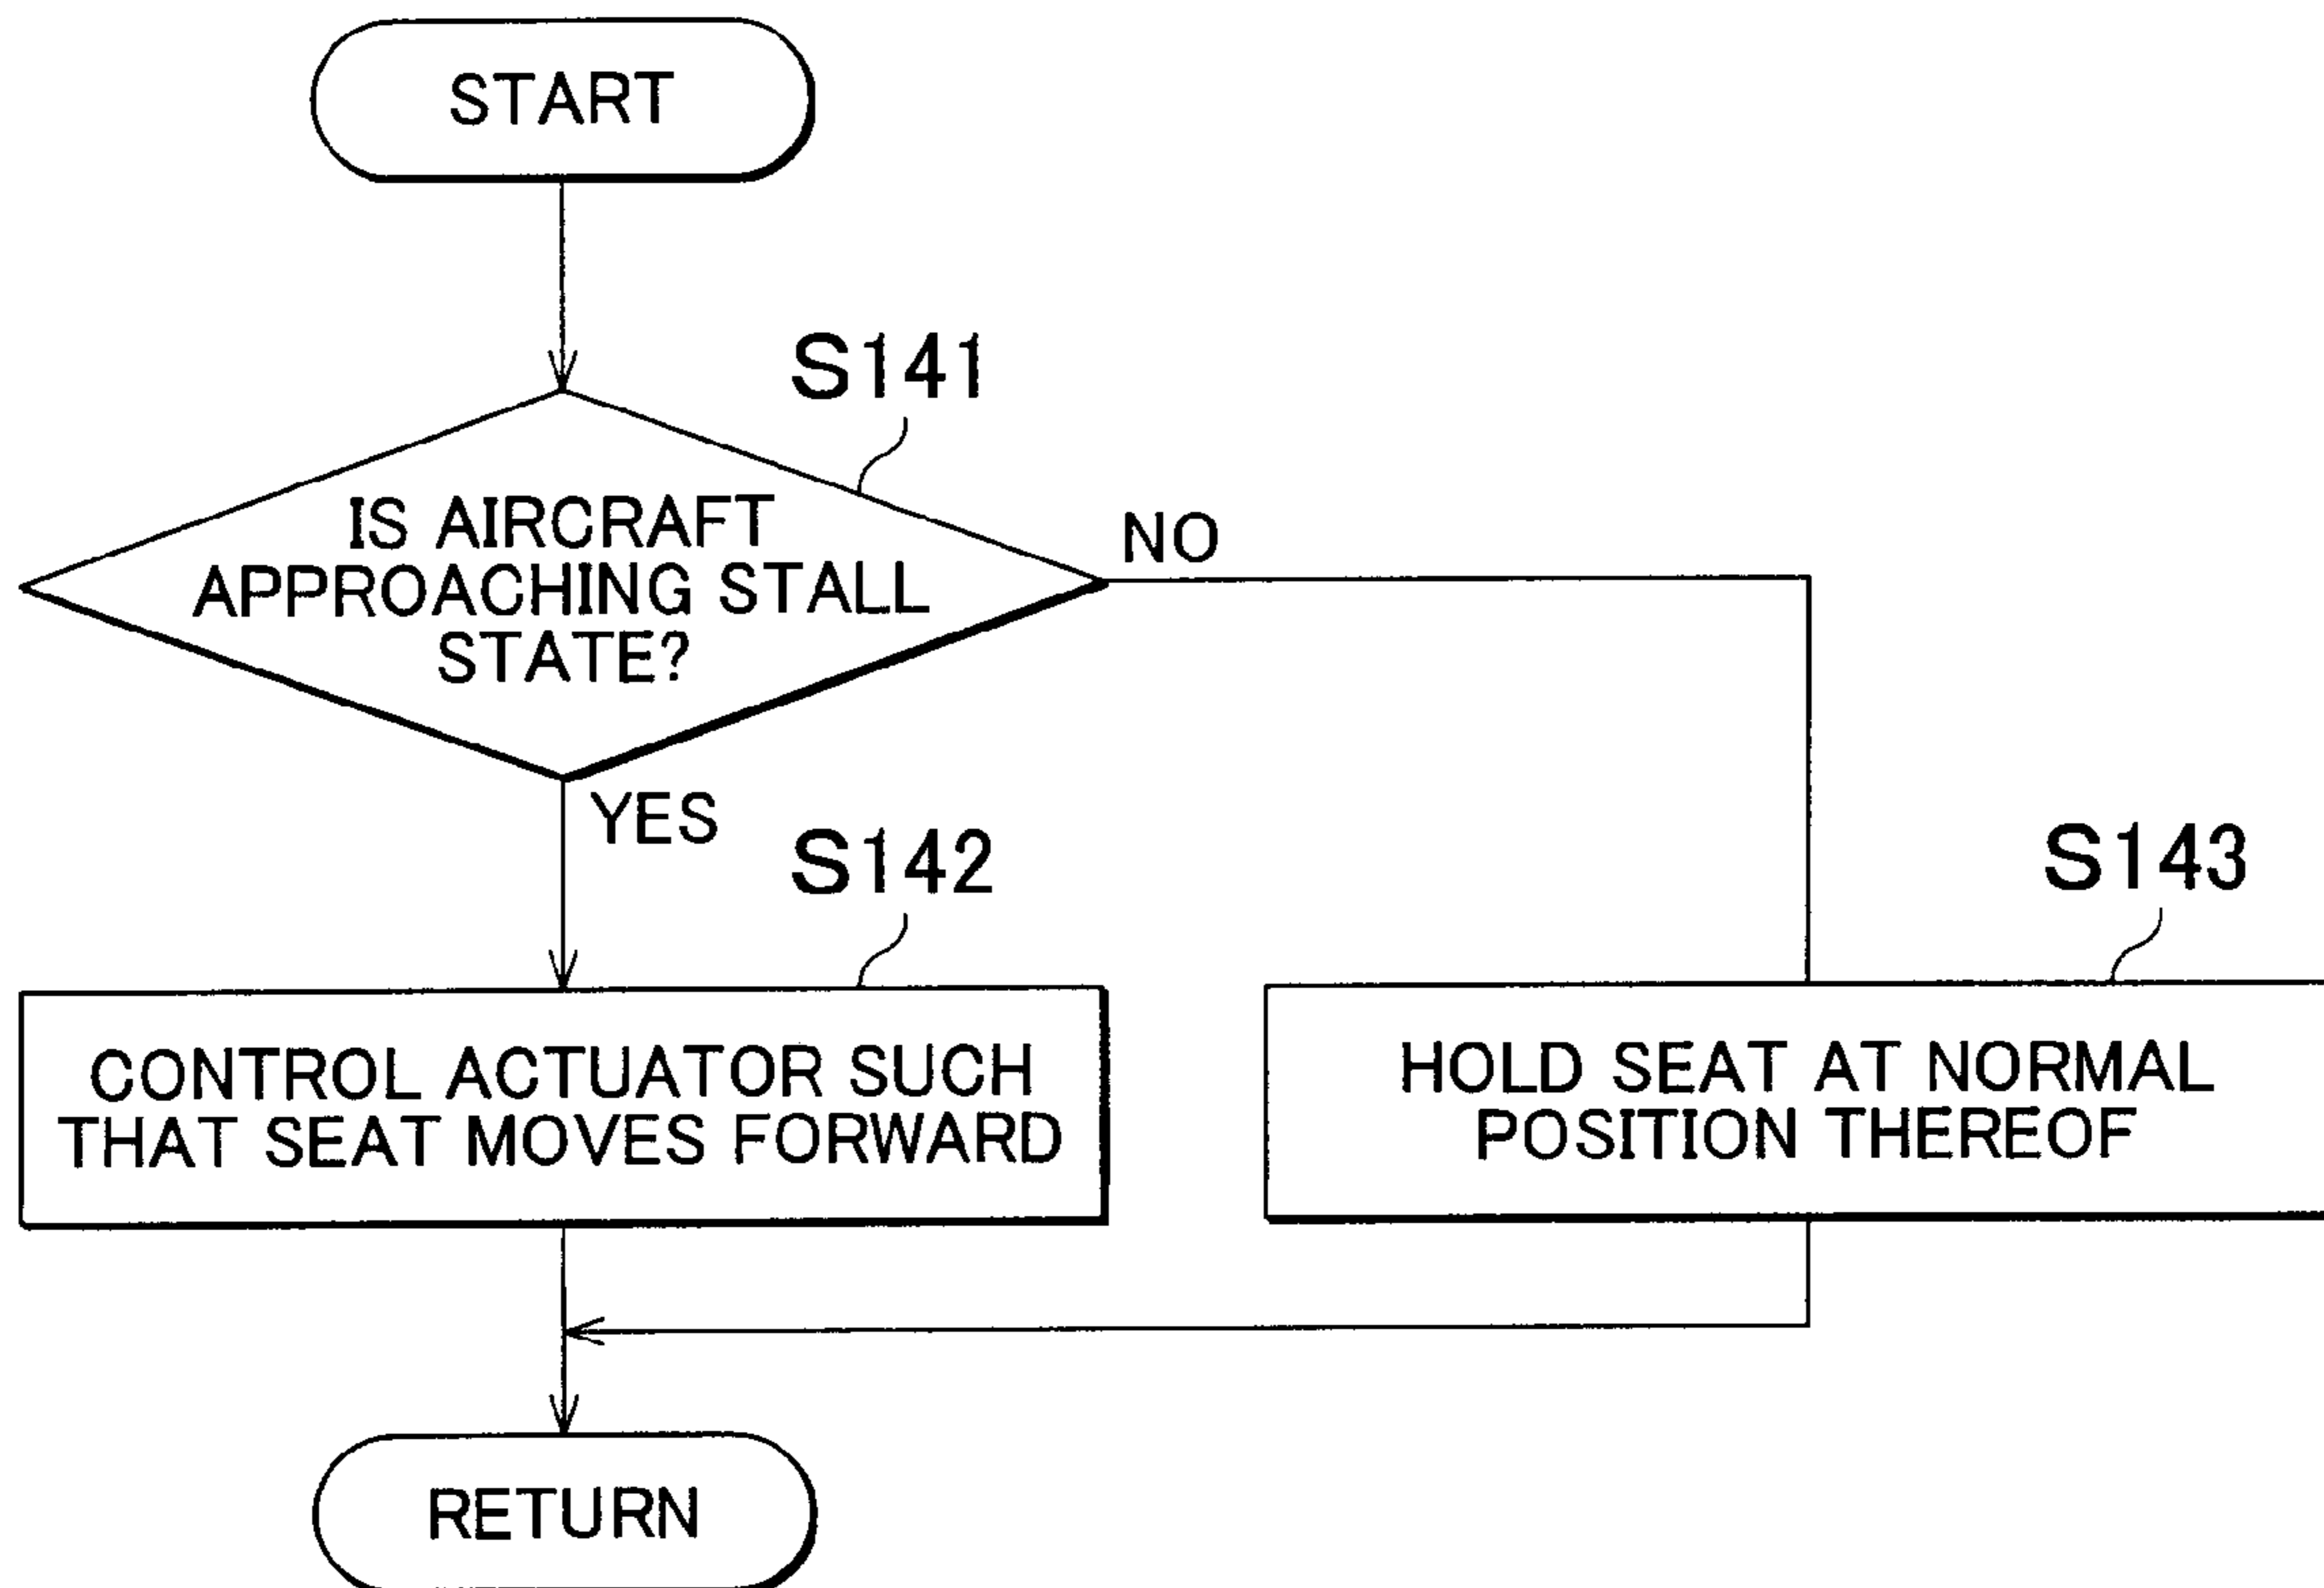 START
S141
IS AIRCRAFT
APPROACHING STALL
STATE?
NO
YES
S142
S143
CONTROL ACTUATOR SUCH
THAT SEAT MOVES FORWARD
HOLD SEAT AT NORMAL
POSITION THEREOF
RETURN